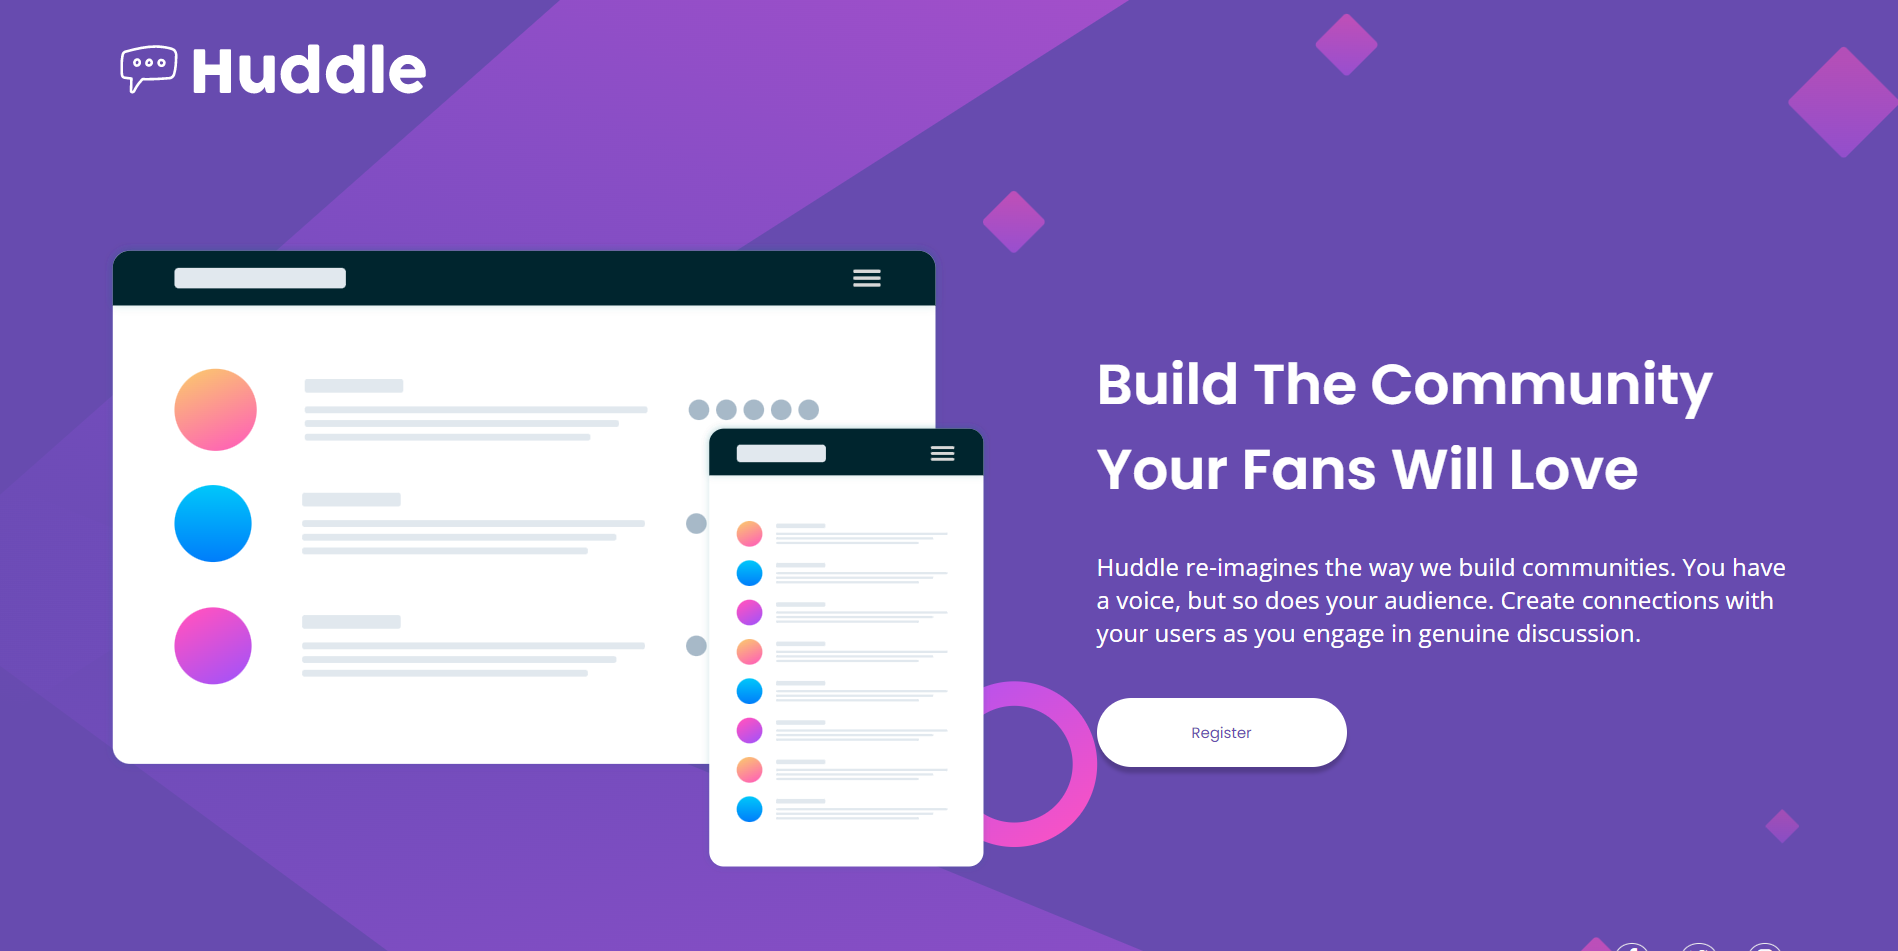 Huddle
Build The Community
Your Fans Will Love
Huddle re-imagines the way we build communities. You have
a voice, but so does your audience. Create connections with
your users as you engage in genuine discussion.
Register